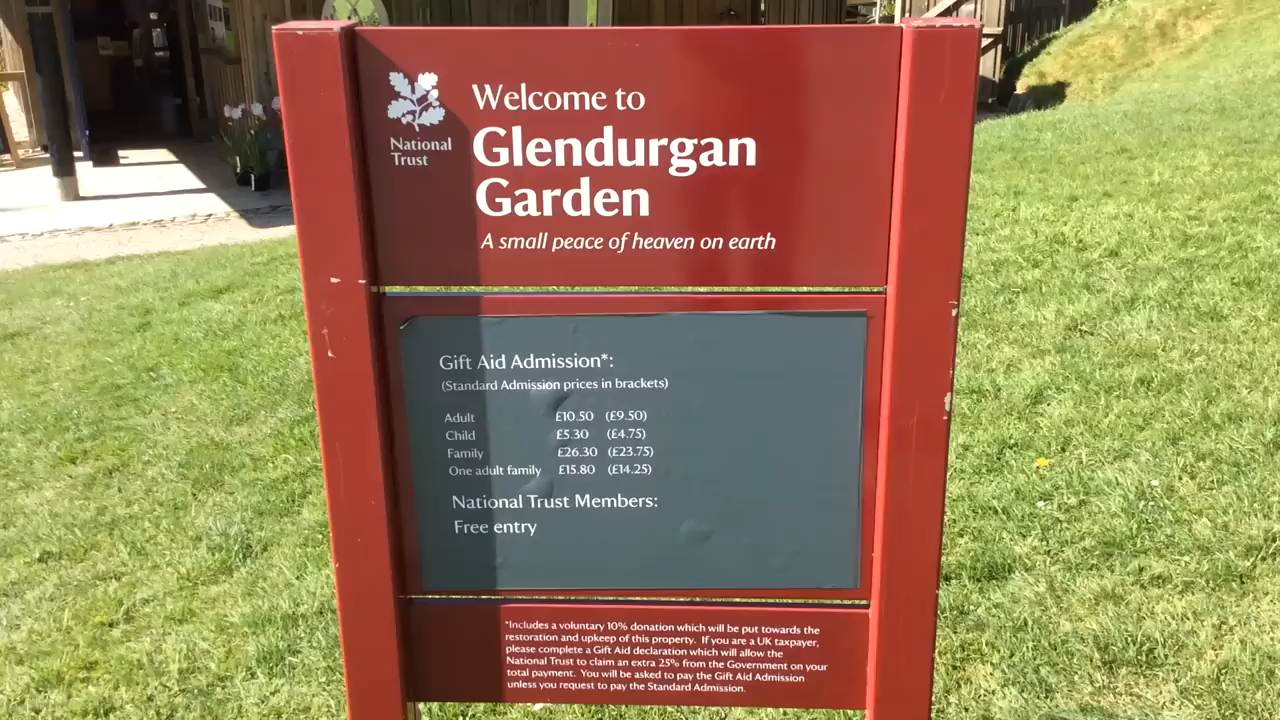 National
Trust
Welcome to
Glendurgan
Garden
A small peace of heaven on earth
Gift Aid Admission*:
(Standard Admission prices in brackets)
Adult £10.50 (£9.50)
Child £5.30 (£4.75)
Family £26.30 (£23.75)
One adult family £15.80 (£14.25)
National Trust Members:
Free entry
*Includes a voluntary 10% donation which will be put towards the
restoration and upkeep of this property. If you are a UK taxpayer,
please complete a Gift Aid declaration which will allow the
National Trust to claim an extra 25% from the Government on your
total payment. You will be asked to pay the Gift Aid Admission
unless you request to pay the Standard Admission.